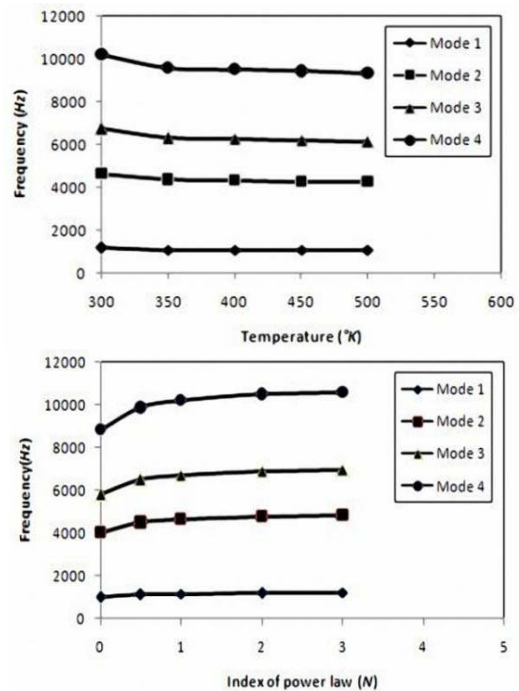 12000
10000
8000
6000
4000
2000
0
Frequency (Hz)
300 350 400 450 500 550 600
Temperature (°K)
Mode 1
Mode 2
Mode 3
Mode 4
12000
10000
8000
6000
4000
2000
0
Frequency(Hz)
0 1 2 3 4 5
Index of power law (N)
Mode 1
Mode 2
Mode 3
Mode 4